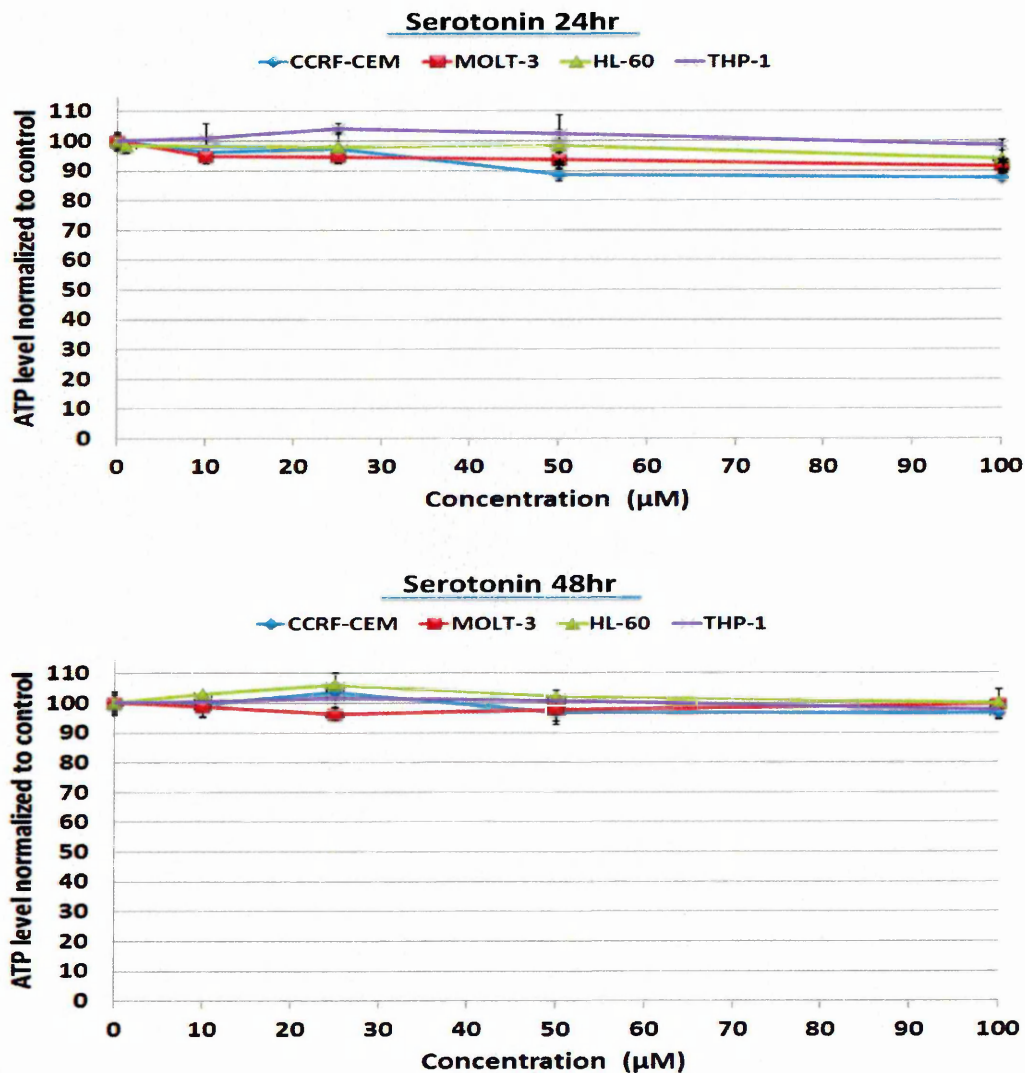 Serotonin 24hr
CCRF-CEM MOLT-3 HL-60 THP-1
ATP level normalized to control
110
100
90
80
70
60
50
40
30
20
10
0
0 10 20 30 40 50 60 70 80 90 100
Concentration (µM)
Serotonin 48hr
CCRF-CEM MOLT-3 HL-60 THP-1
ATP level normalized to control
110
100
90
80
70
60
50
40
30
20
10
0
0 10 20 30 40 50 60 70 80 90 100
Concentration (µM)